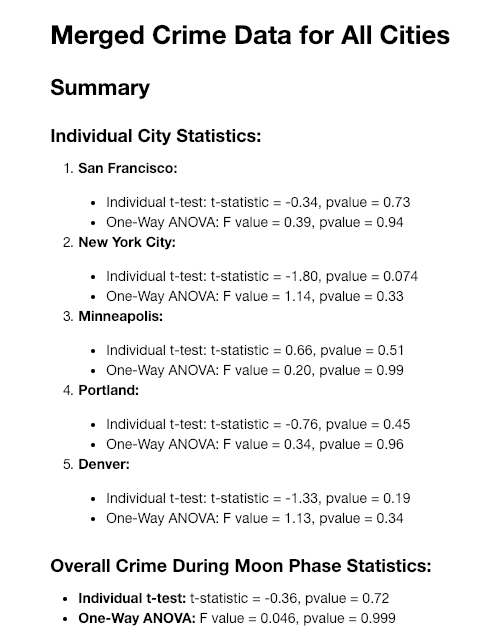 Merged Crime Data for All Cities
Summary
Individual City Statistics:
1. San Francisco:
• Individual t-test: t-statistic = -0.34, pvalue = 0.73
• One-Way ANOVA: F value = 0.39, pvalue = 0.94
2. New York City:
• Individual t-test: t-statistic = -1.80, pvalue = 0.074
• One-Way ANOVA: F value = 1.14, pvalue = 0.33
3. Minneapolis:
• Individual t-test: t-statistic = 0.66, pvalue = 0.51
• One-Way ANOVA: F value = 0.20, pvalue = 0.99
4. Portland:
• Individual t-test: t-statistic = -0.76, pvalue = 0.45
• One-Way ANOVA: F value = 0.34, pvalue = 0.96
5. Denver:
• Individual t-test: t-statistic = -1.33, pvalue = 0.19
• One-Way ANOVA: F value = 1.13, pvalue = 0.34
Overall Crime During Moon Phase Statistics:
• Individual t-test: t-statistic = -0.36, pvalue = 0.72
• One-Way ANOVA: F value = 0.046, pvalue = 0.999